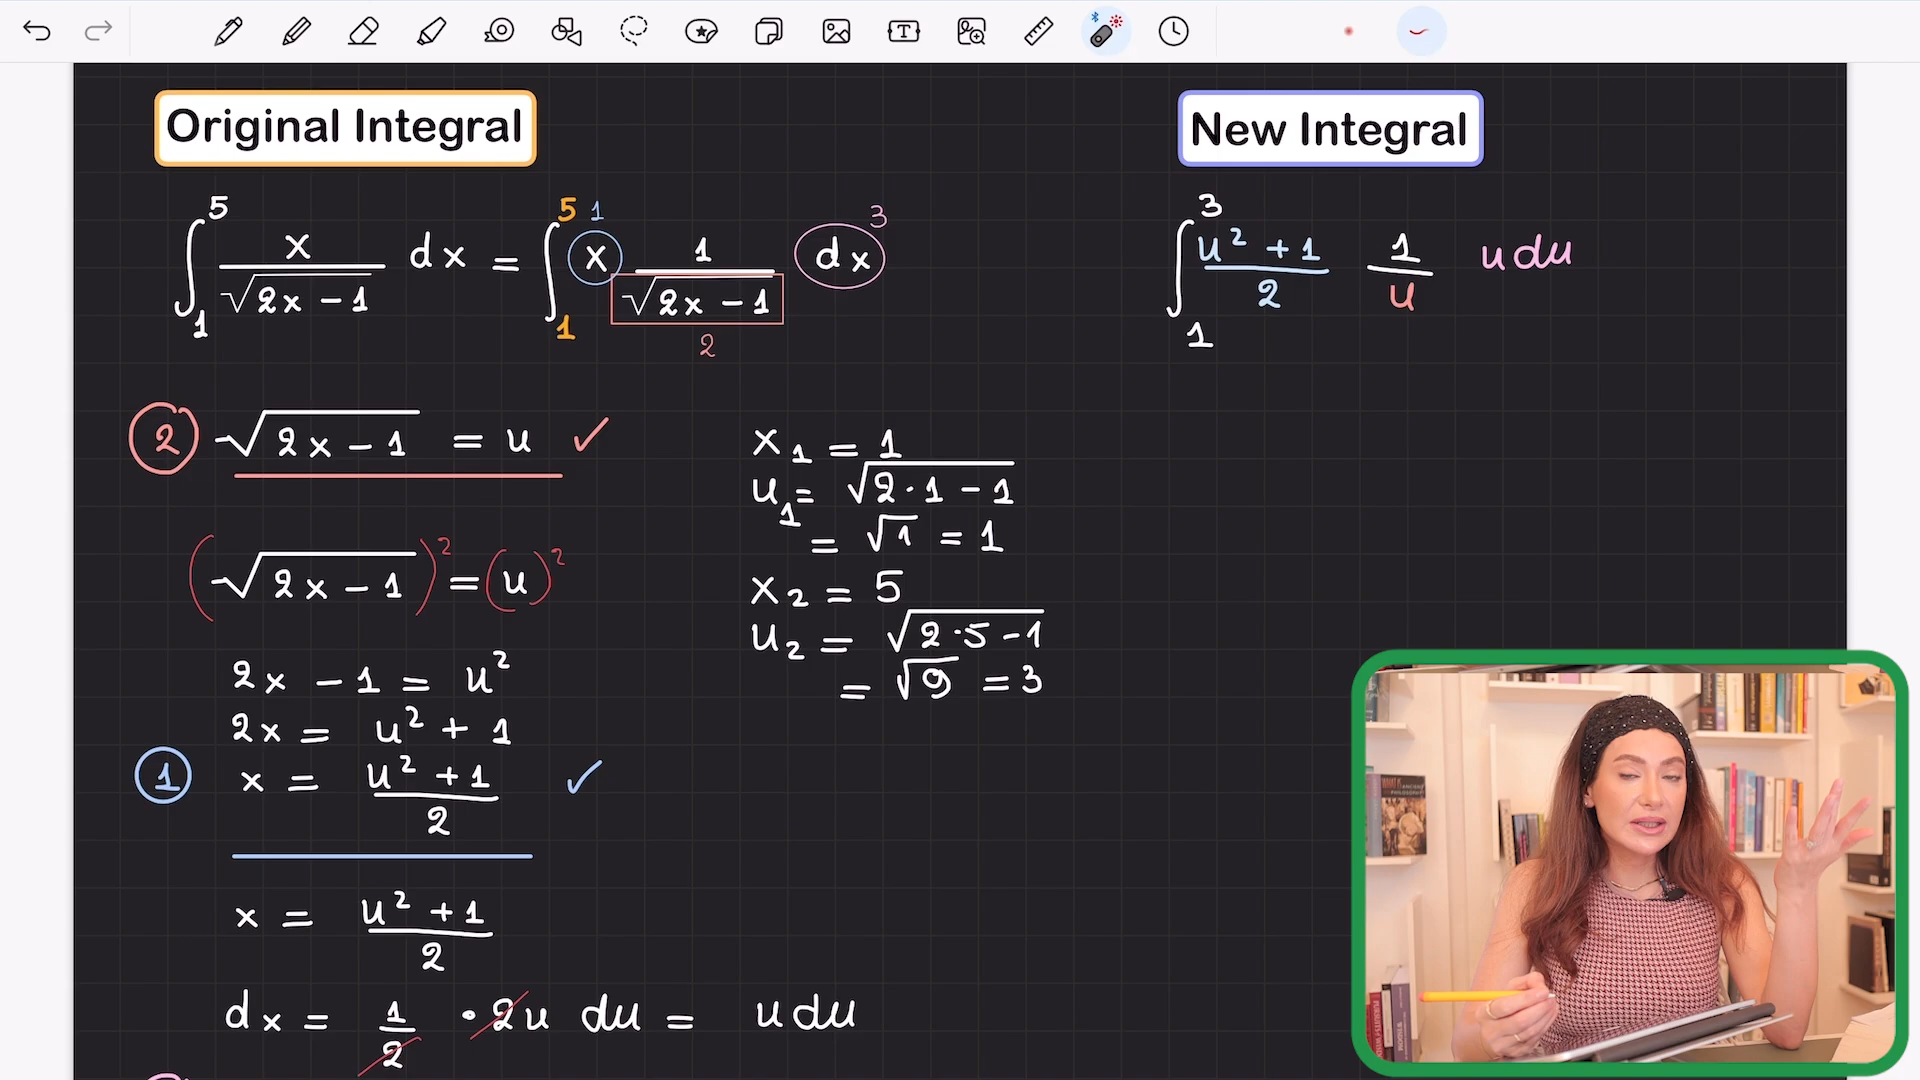 Original Integral
∫₁⁵ x/√(2x - 1) dx = ∫₁⁵ x 1/√(2x - 1) dx
1
2
3
② √(2x - 1) = u ✓
(√(2x - 1))² = (u)²
2x - 1 = u²
2x = u² + 1
① x = (u² + 1)/2 ✓
x = (u² + 1)/2
dx = 1/2 · 2u du = u du
x₁ = 1
u₁ = √(2·1 - 1)
= √1 = 1
x₂ = 5
u₂ = √(2·5 - 1)
= √9 = 3
New Integral
∫₁³ (u² + 1)/2 1/u u du